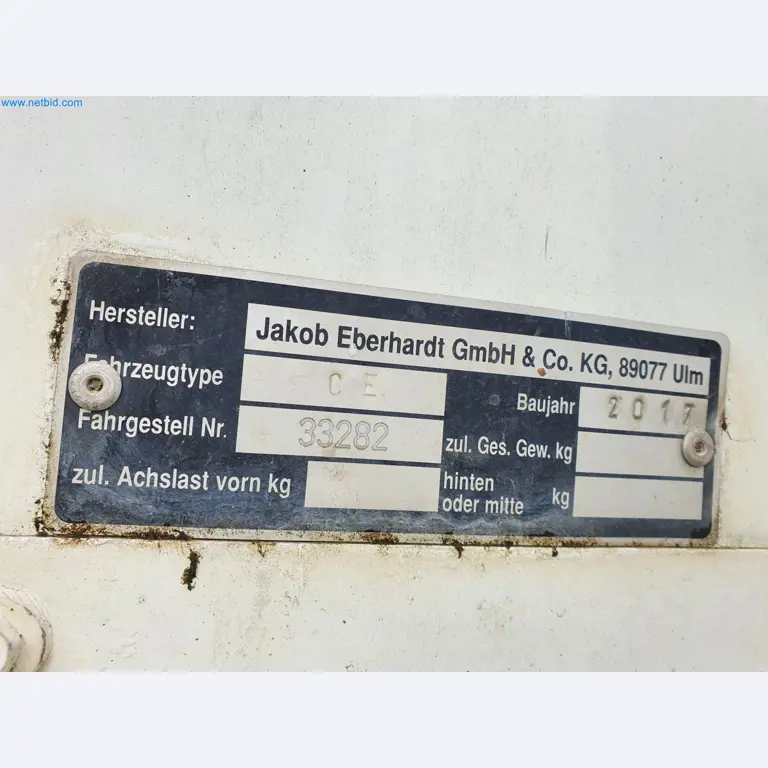 www.netbid.com
Hersteller: Jakob Eberhardt GmbH & Co. KG, 89077 Ulm
Fahrzeugtype C E Baujahr 2017
Fahrgestell Nr. 33282 zul. Ges. Gew. kg
zul. Achslast vorn kg hinten oder mitte kg